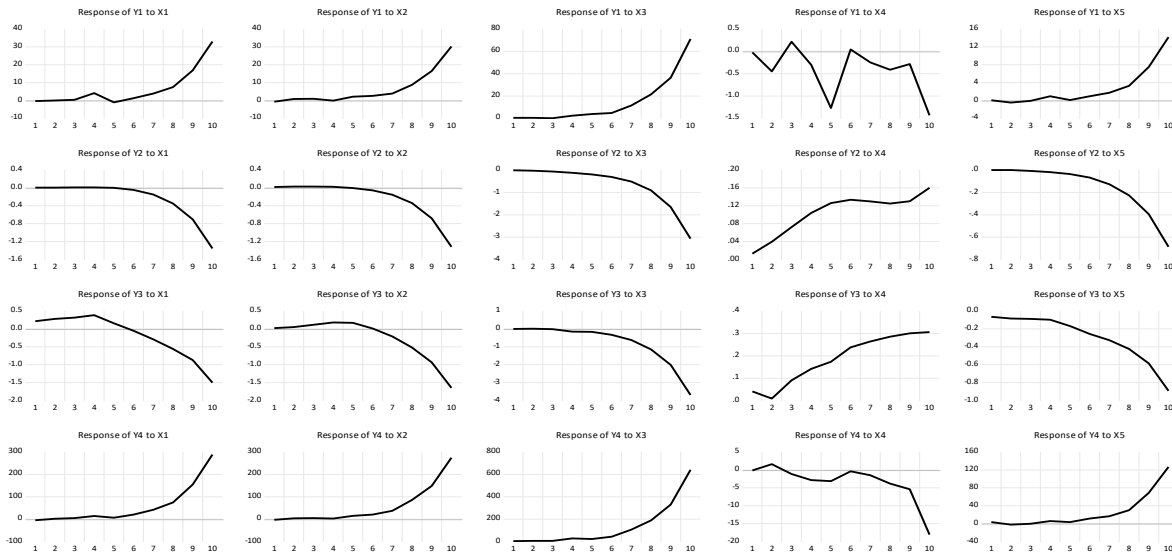 Response of Y1 to X1
40
30
20
10
0
-10
1 2 3 4 5 6 7 8 9 10
Response of Y1 to X2
40
30
20
10
0
-10
1 2 3 4 5 6 7 8 9 10
Response of Y1 to X3
80
60
40
20
0
1 2 3 4 5 6 7 8 9 10
Response of Y1 to X4
0.5
0.0
-0.5
-1.0
-1.5
1 2 3 4 5 6 7 8 9 10
Response of Y1 to X5
16
12
8
4
0
-4
1 2 3 4 5 6 7 8 9 10
Response of Y2 to X1
0.4
0.0
-0.4
-0.8
-1.2
-1.6
1 2 3 4 5 6 7 8 9 10
Response of Y2 to X2
0.4
0.0
-0.4
-0.8
-1.2
-1.6
1 2 3 4 5 6 7 8 9 10
Response of Y2 to X3
0
-1
-2
-3
-4
1 2 3 4 5 6 7 8 9 10
Response of Y2 to X4
.20
.16
.12
.08
.04
.00
1 2 3 4 5 6 7 8 9 10
Response of Y2 to X5
.0
-.2
-.4
-.6
-.8
1 2 3 4 5 6 7 8 9 10
Response of Y3 to X1
0.5
0.0
-0.5
-1.0
-1.5
-2.0
1 2 3 4 5 6 7 8 9 10
Response of Y3 to X2
0.5
0.0
-0.5
-1.0
-1.5
-2.0
1 2 3 4 5 6 7 8 9 10
Response of Y3 to X3
1
0
-1
-2
-3
-4
1 2 3 4 5 6 7 8 9 10
Response of Y3 to X4
.4
.3
.2
.1
.0
1 2 3 4 5 6 7 8 9 10
Response of Y3 to X5
0.0
-0.2
-0.4
-0.6
-0.8
-1.0
1 2 3 4 5 6 7 8 9 10
Response of Y4 to X1
300
200
100
0
-100
1 2 3 4 5 6 7 8 9 10
Response of Y4 to X2
300
200
100
0
-100
1 2 3 4 5 6 7 8 9 10
Response of Y4 to X3
800
600
400
200
0
1 2 3 4 5 6 7 8 9 10
Response of Y4 to X4
5
0
-5
-10
-15
-20
1 2 3 4 5 6 7 8 9 10
Response of Y4 to X5
160
120
80
40
0
-40
1 2 3 4 5 6 7 8 9 10